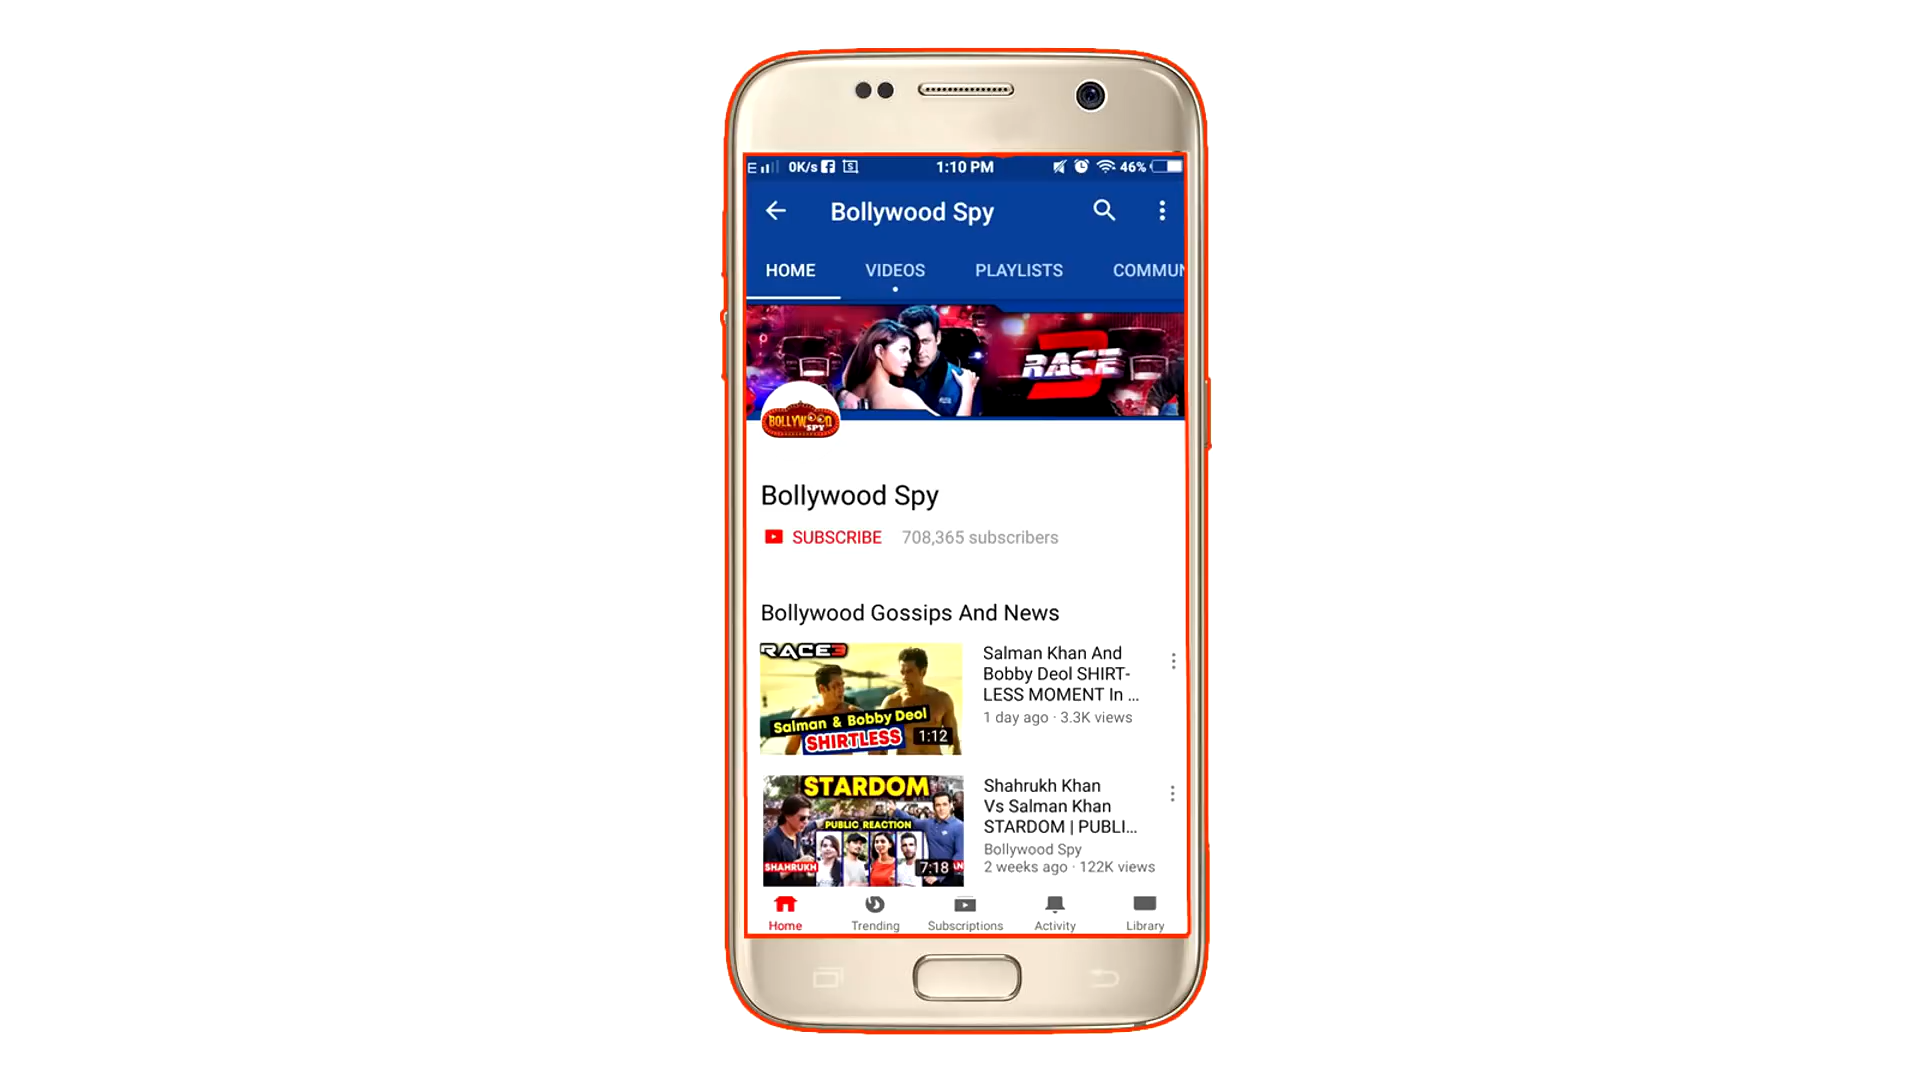 E 0K/s 1:10 PM 46%
Bollywood Spy
HOME VIDEOS PLAYLISTS COMMUN
RACE 3
BOLLYWOOD
SPY
Bollywood Spy
SUBSCRIBE 708,365 subscribers
Bollywood Gossips And News
RACE3
Salman & Bobby Deol
SHIRTLESS
1:12
Salman Khan And
Bobby Deol SHIRT-
LESS MOMENT In ...
1 day ago · 3.3K views
STARDOM
PUBLIC REACTION
SHAHRUKH
7:18
Shahrukh Khan
Vs Salman Khan
STARDOM | PUBLI...
Bollywood Spy
2 weeks ago · 122K views
Home Trending Subscriptions Activity Library